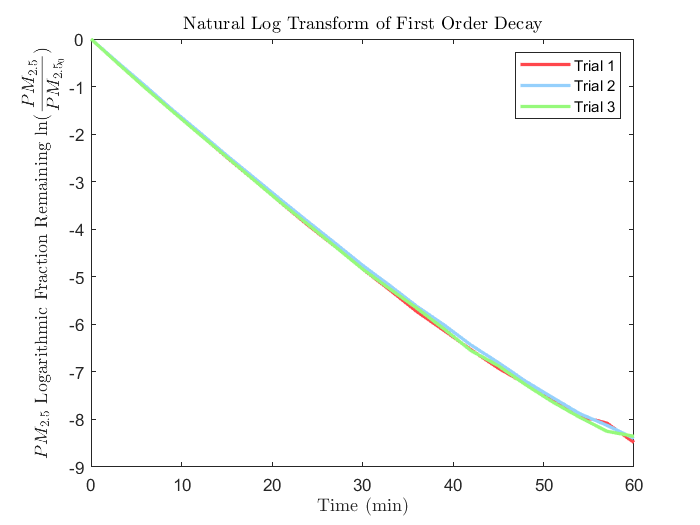 Natural Log Transform of First Order Decay
PM2.5 Logarithmic Fraction Remaining ln(PM2.5/PM2.5₀)
0
-1
-2
-3
-4
-5
-6
-7
-8
-9
Trial 1
Trial 2
Trial 3
0 10 20 30 40 50 60
Time (min)